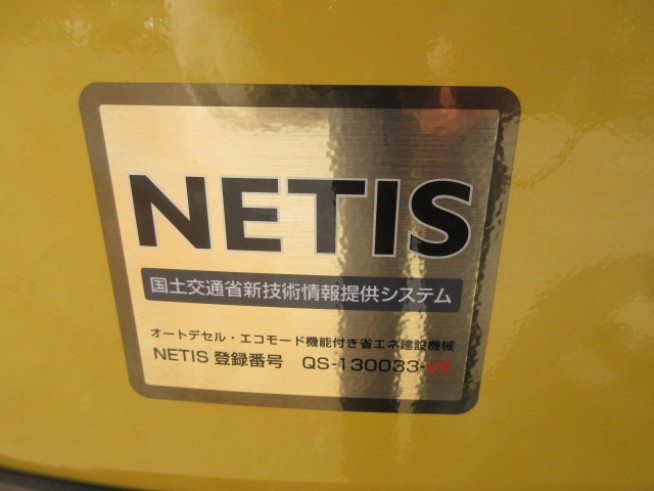 NETIS
国土交通省新技術情報提供システム
オートデセル・エコモード機能付き省エネ建設機械
NETIS 登録番号 QS-130033-VE